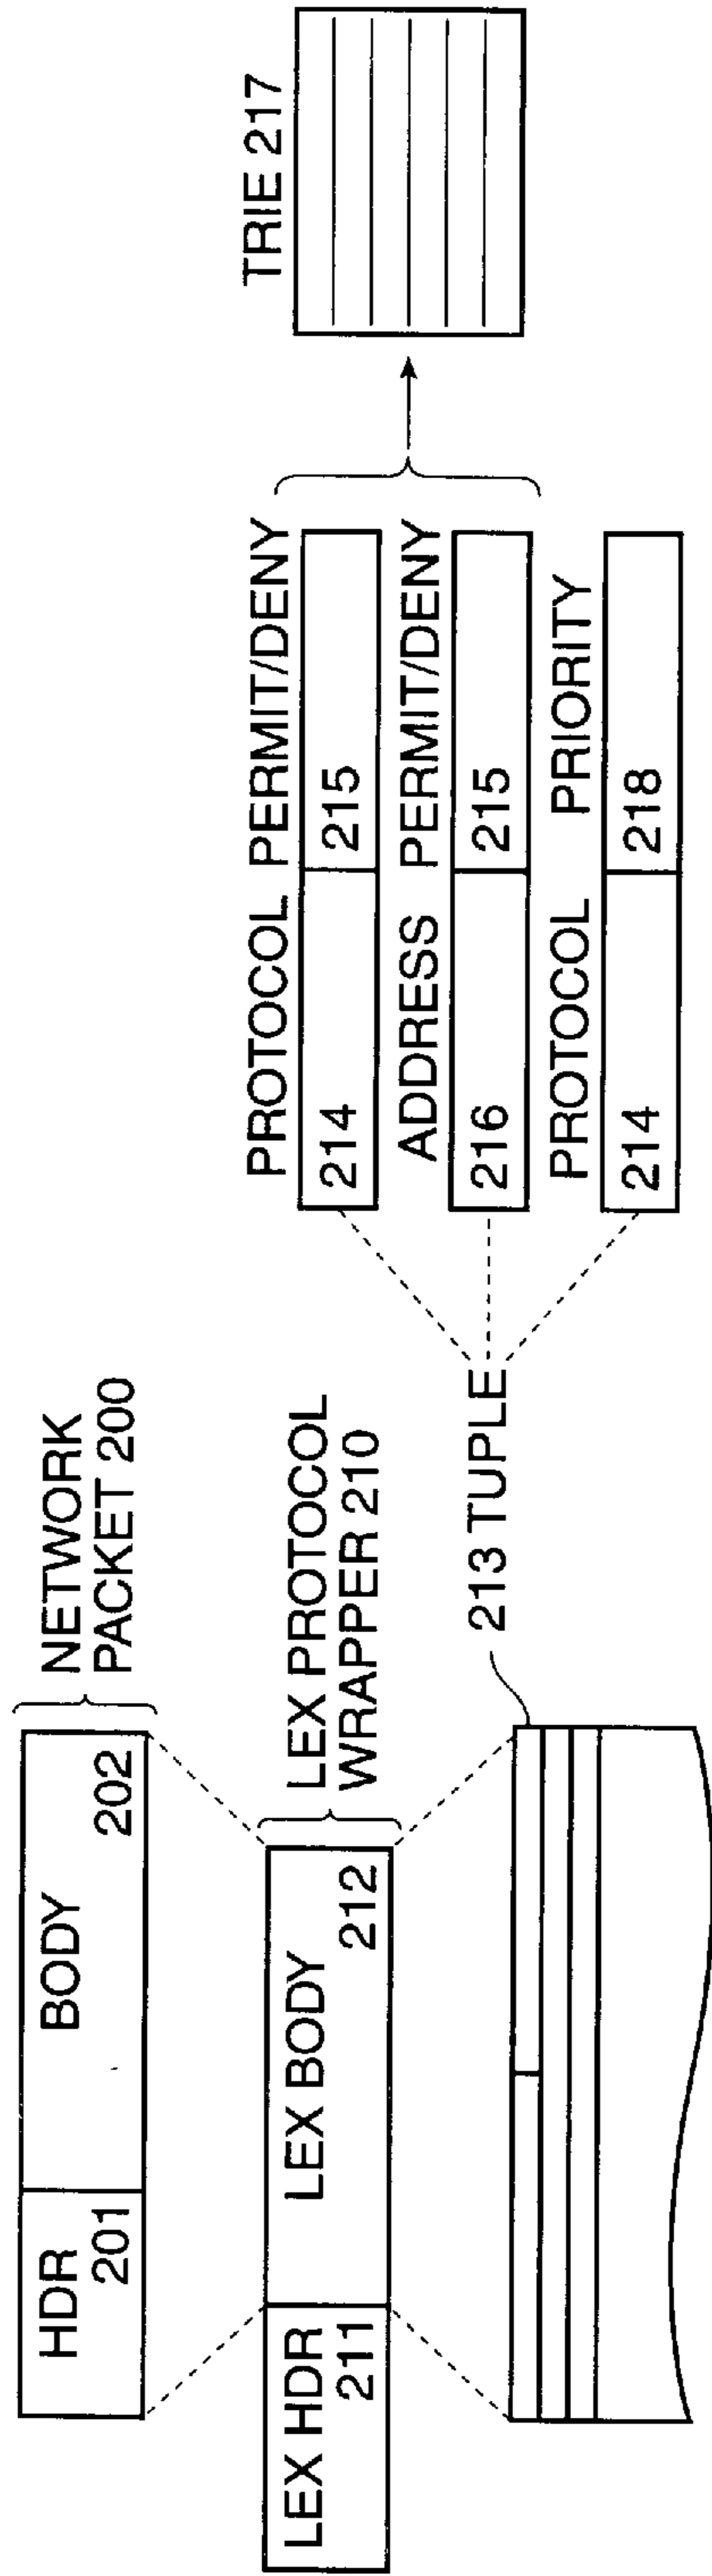 NETWORK
PACKET 200
HDR
201
BODY
202
LEX PROTOCOL
WRAPPER 210
LEX HDR
211
LEX BODY
212
213 TUPLE
PROTOCOL PERMIT/DENY
214 215
ADDRESS PERMIT/DENY
216 215
PROTOCOL PRIORITY
214 218
TRIE 217